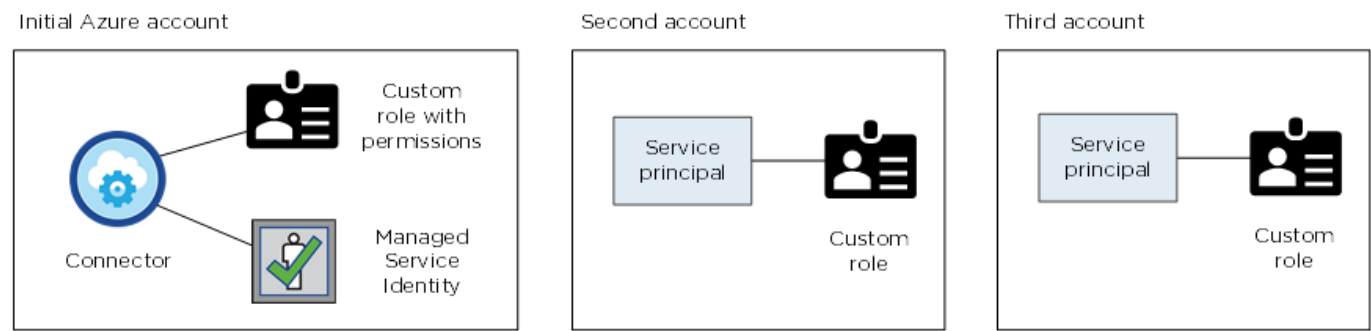 Initial Azure account
Second account
Third account
Custom
role with
permissions
Connector
Managed
Service
Identity
Service
principal
Custom
role
Service
principal
Custom
role